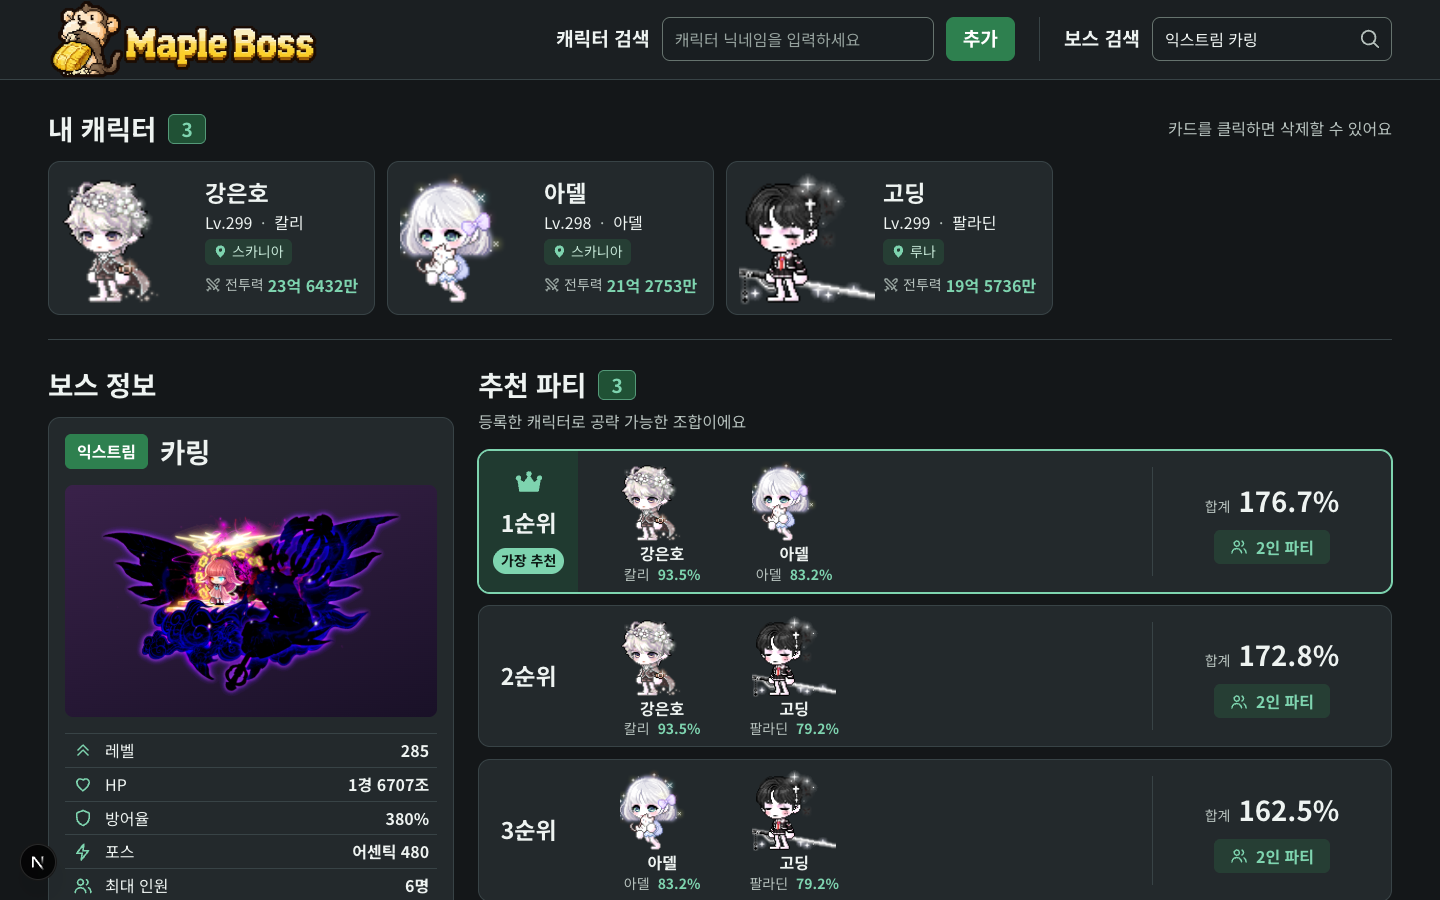 Maple Boss
캐릭터 검색
캐릭터 닉네임을 입력하세요
추가
보스 검색
익스트림 카링
내 캐릭터 3
카드를 클릭하면 삭제할 수 있어요
강은호
Lv.299 · 칼리
스카니아
전투력 23억 6432만
아델
Lv.298 · 아델
스카니아
전투력 21억 2753만
고딩
Lv.299 · 팔라딘
루나
전투력 19억 5736만
보스 정보
익스트림 카링
레벨 285
HP 1경 6707조
방어율 380%
포스 어센틱 480
최대 인원 6명
N
추천 파티 3
등록한 캐릭터로 공략 가능한 조합이에요
1순위
가장 추천
강은호
칼리 93.5%
아델
아델 83.2%
합계 176.7%
2인 파티
2순위
강은호
칼리 93.5%
고딩
팔라딘 79.2%
합계 172.8%
2인 파티
3순위
아델
아델 83.2%
고딩
팔라딘 79.2%
합계 162.5%
2인 파티